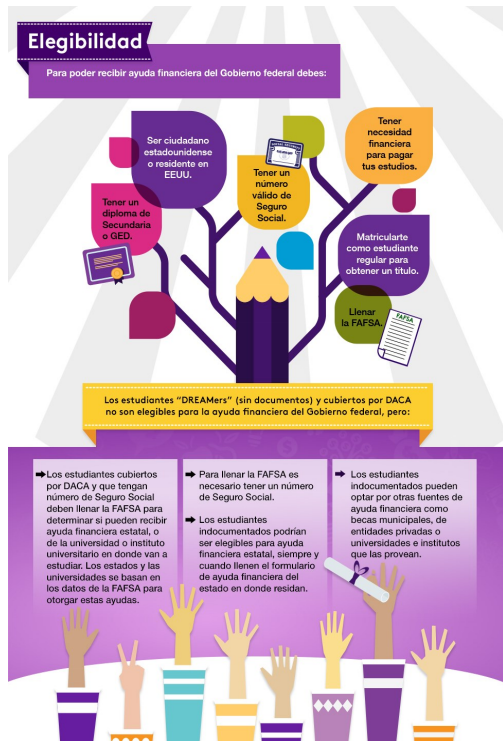 Elegibilidad
Para poder recibir ayuda financiera del Gobierno federal debes:
Tener un
diploma de
Secundaria
o GED.
Ser ciudadano
estadounidense
o residente en
EEUU.
Tener un
número
válido de
Seguro
Social.
Tener
necesidad
financiera
para pagar
tus estudios.
Matricularte
como estudiante
regular para
obtener un título.
Llenar
la FAFSA.
FAFSA
Los estudiantes “DREAMers” (sin documentos) y cubiertos por DACA
no son elegibles para la ayuda financiera del Gobierno federal, pero:
Los estudiantes cubiertos
por DACA y que tengan
número de Seguro Social
deben llenar la FAFSA para
determinar si pueden recibir
ayuda financiera estatal, o
de la universidad o instituto
universitario en donde van a
estudiar. Los estados y las
universidades se basan en
los datos de la FAFSA para
otorgar estas ayudas.
Para llenar la FAFSA es
necesario tener un número
de Seguro Social.
Los estudiantes
indocumentados podrían
ser elegibles para ayuda
financiera estatal, siempre y
cuando llenen el formulario
de ayuda financiera del
estado en donde residan.
Los estudiantes
indocumentados pueden
optar por otras fuentes de
ayuda financiera como
becas municipales, de
entidades privadas o
universidades e institutos
que las provean.